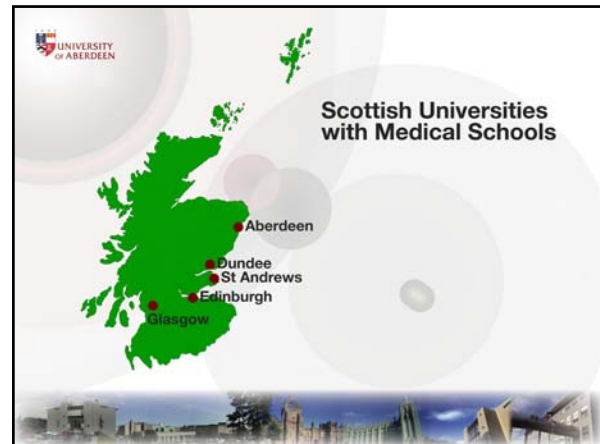 UNIVERSITY
OF ABERDEEN
Scottish Universities
with Medical Schools
Aberdeen
Dundee
St Andrews
Edinburgh
Glasgow